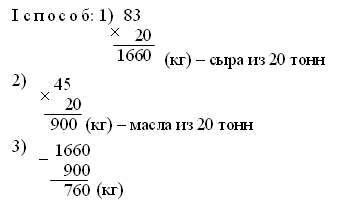 I с п о с о б: 1) 83
× 20
1660 (кг) – сыра из 20 тонн
2) 45
× 20
900 (кг) – масла из 20 тонн
3) – 1660
900
760 (кг)